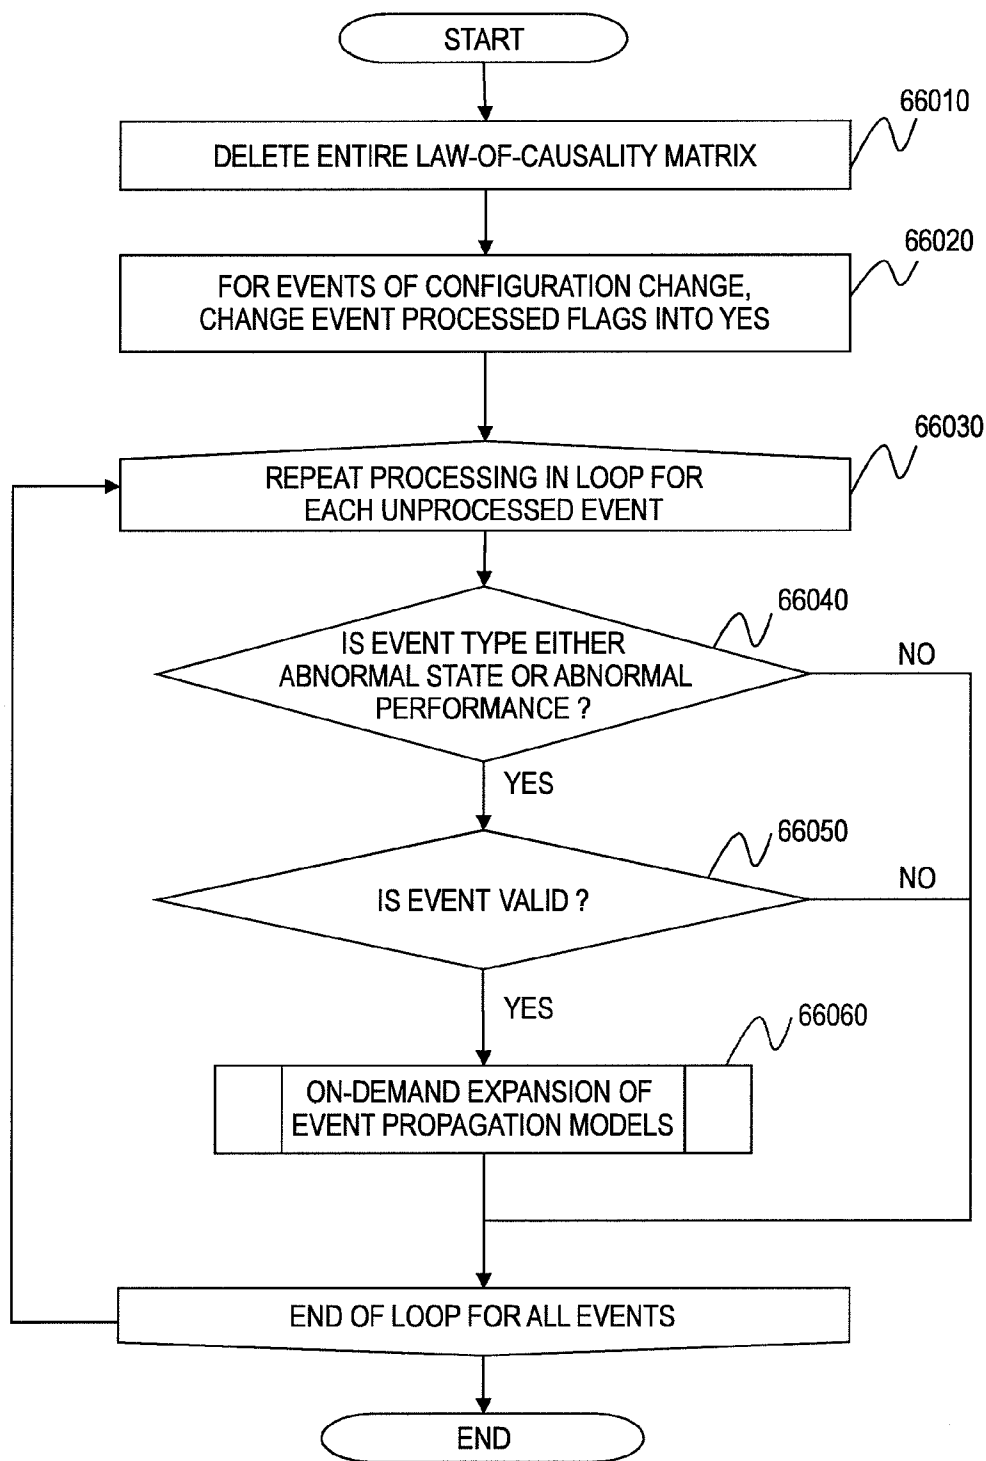 START
66010
DELETE ENTIRE LAW-OF-CAUSALITY MATRIX
66020
FOR EVENTS OF CONFIGURATION CHANGE,
CHANGE EVENT PROCESSED FLAGS INTO YES
66030
REPEAT PROCESSING IN LOOP FOR
EACH UNPROCESSED EVENT
66040
IS EVENT TYPE EITHER
ABNORMAL STATE OR ABNORMAL
PERFORMANCE ?
NO
YES
66050
IS EVENT VALID ?
NO
YES
66060
ON-DEMAND EXPANSION OF
EVENT PROPAGATION MODELS
END OF LOOP FOR ALL EVENTS
END